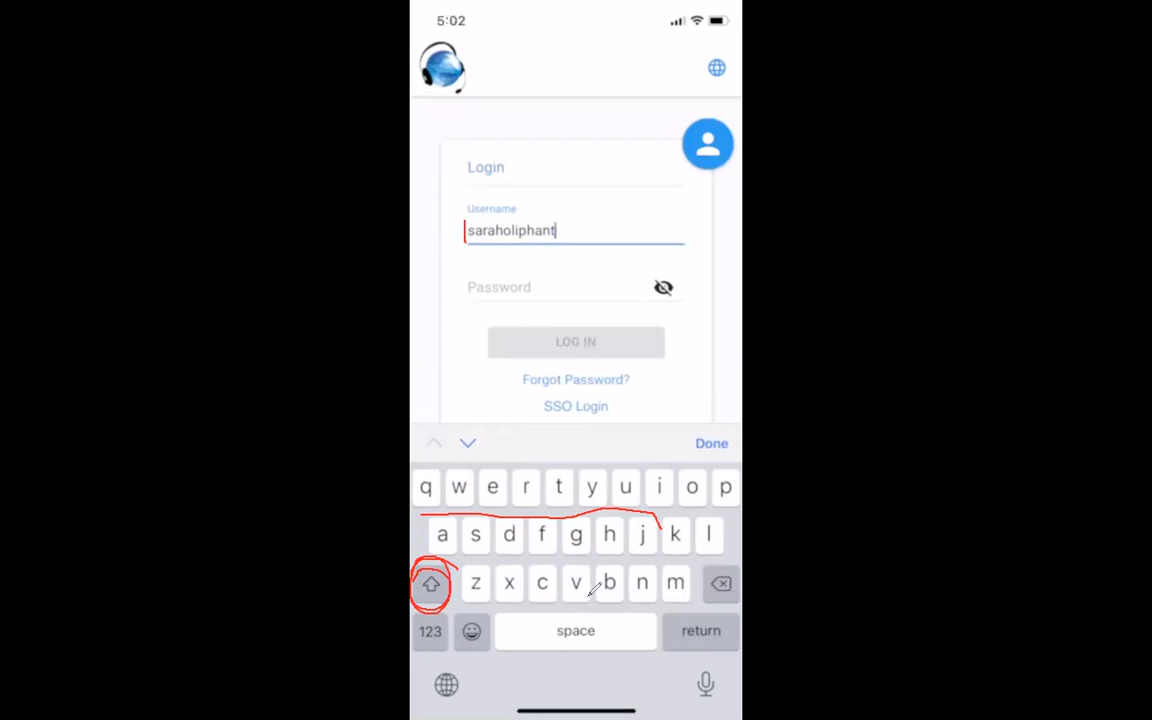 5:02
Login
Username
saraholiphant
Password
LOG IN
Forgot Password?
SSO Login
Done
q w e r t y u i o p
a s d f g h j k l
z x c v b n m
123 space return